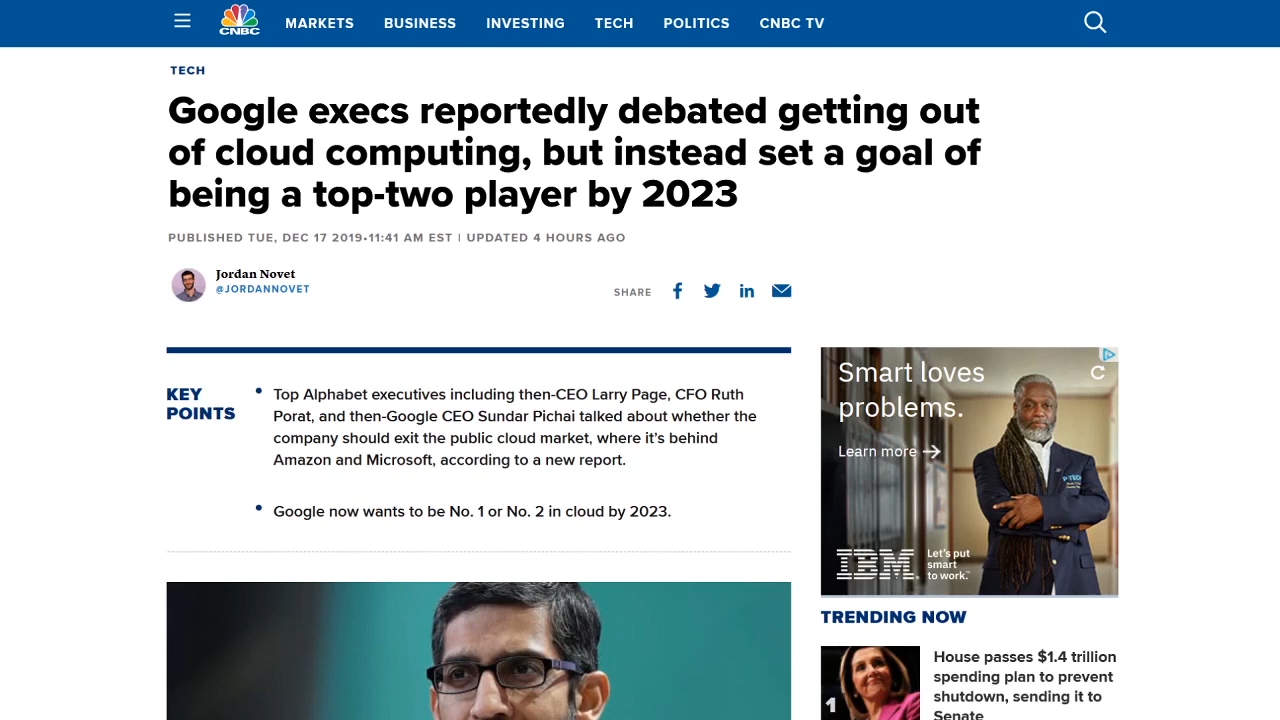 CNBC
MARKETS
BUSINESS
INVESTING
TECH
POLITICS
CNBC TV
TECH
Google execs reportedly debated getting out
of cloud computing, but instead set a goal of
being a top-two player by 2023
PUBLISHED TUE, DEC 17 2019•11:41 AM EST | UPDATED 4 HOURS AGO
Jordan Novet
@JORDANNOVET
SHARE
KEY
POINTS
Top Alphabet executives including then-CEO Larry Page, CFO Ruth
Porat, and then-Google CEO Sundar Pichai talked about whether the
company should exit the public cloud market, where it's behind
Amazon and Microsoft, according to a new report.
Google now wants to be No. 1 or No. 2 in cloud by 2023.
Smart loves
problems.
Learn more
P-TECH
IBM.
Let's put
smart
to work.™
TRENDING NOW
1
House passes $1.4 trillion
spending plan to prevent
shutdown, sending it to
Senate